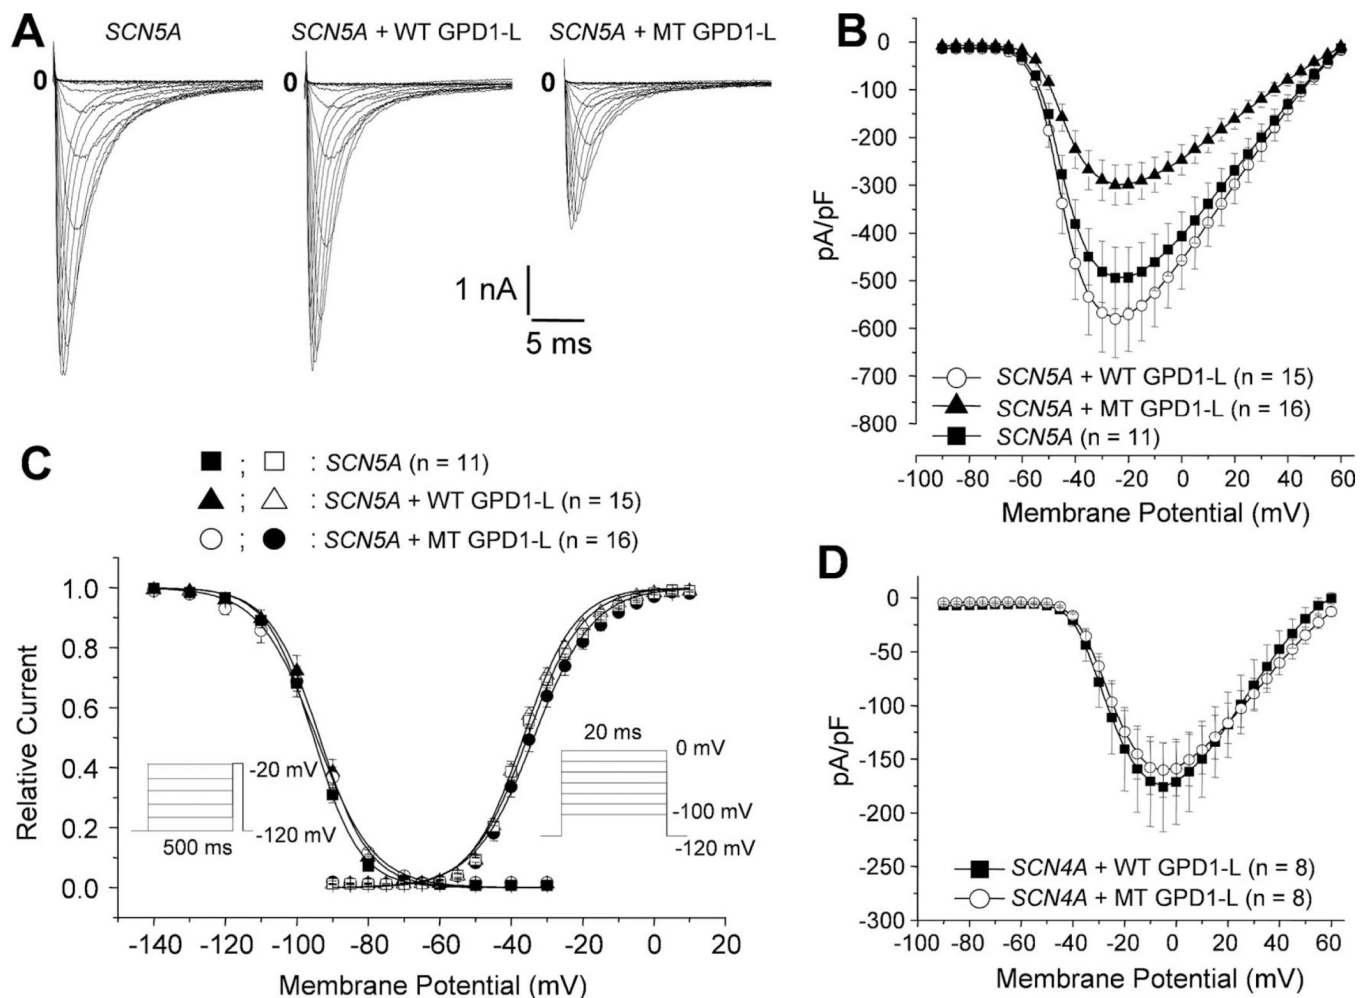 A
SCN5A
SCN5A + WT GPD1-L
SCN5A + MT GPD1-L
0
0
0
1 nA
5 ms
B
0
-100
-200
-300
-400
-500
-600
-700
-800
pA/pF
SCN5A + WT GPD1-L (n = 15)
SCN5A + MT GPD1-L (n = 16)
SCN5A (n = 11)
-100 -80 -60 -40 -20 0 20 40 60
Membrane Potential (mV)
C
; : SCN5A (n = 11)
; : SCN5A + WT GPD1-L (n = 15)
; : SCN5A + MT GPD1-L (n = 16)
1.0
0.8
0.6
0.4
0.2
0.0
Relative Current
-20 mV
-120 mV
500 ms
20 ms
0 mV
-100 mV
-120 mV
-140 -120 -100 -80 -60 -40 -20 0 20
Membrane Potential (mV)
D
0
-50
-100
-150
-200
-250
-300
pA/pF
SCN4A + WT GPD1-L (n = 8)
SCN4A + MT GPD1-L (n = 8)
-100 -80 -60 -40 -20 0 20 40 60
Membrane Potential (mV)